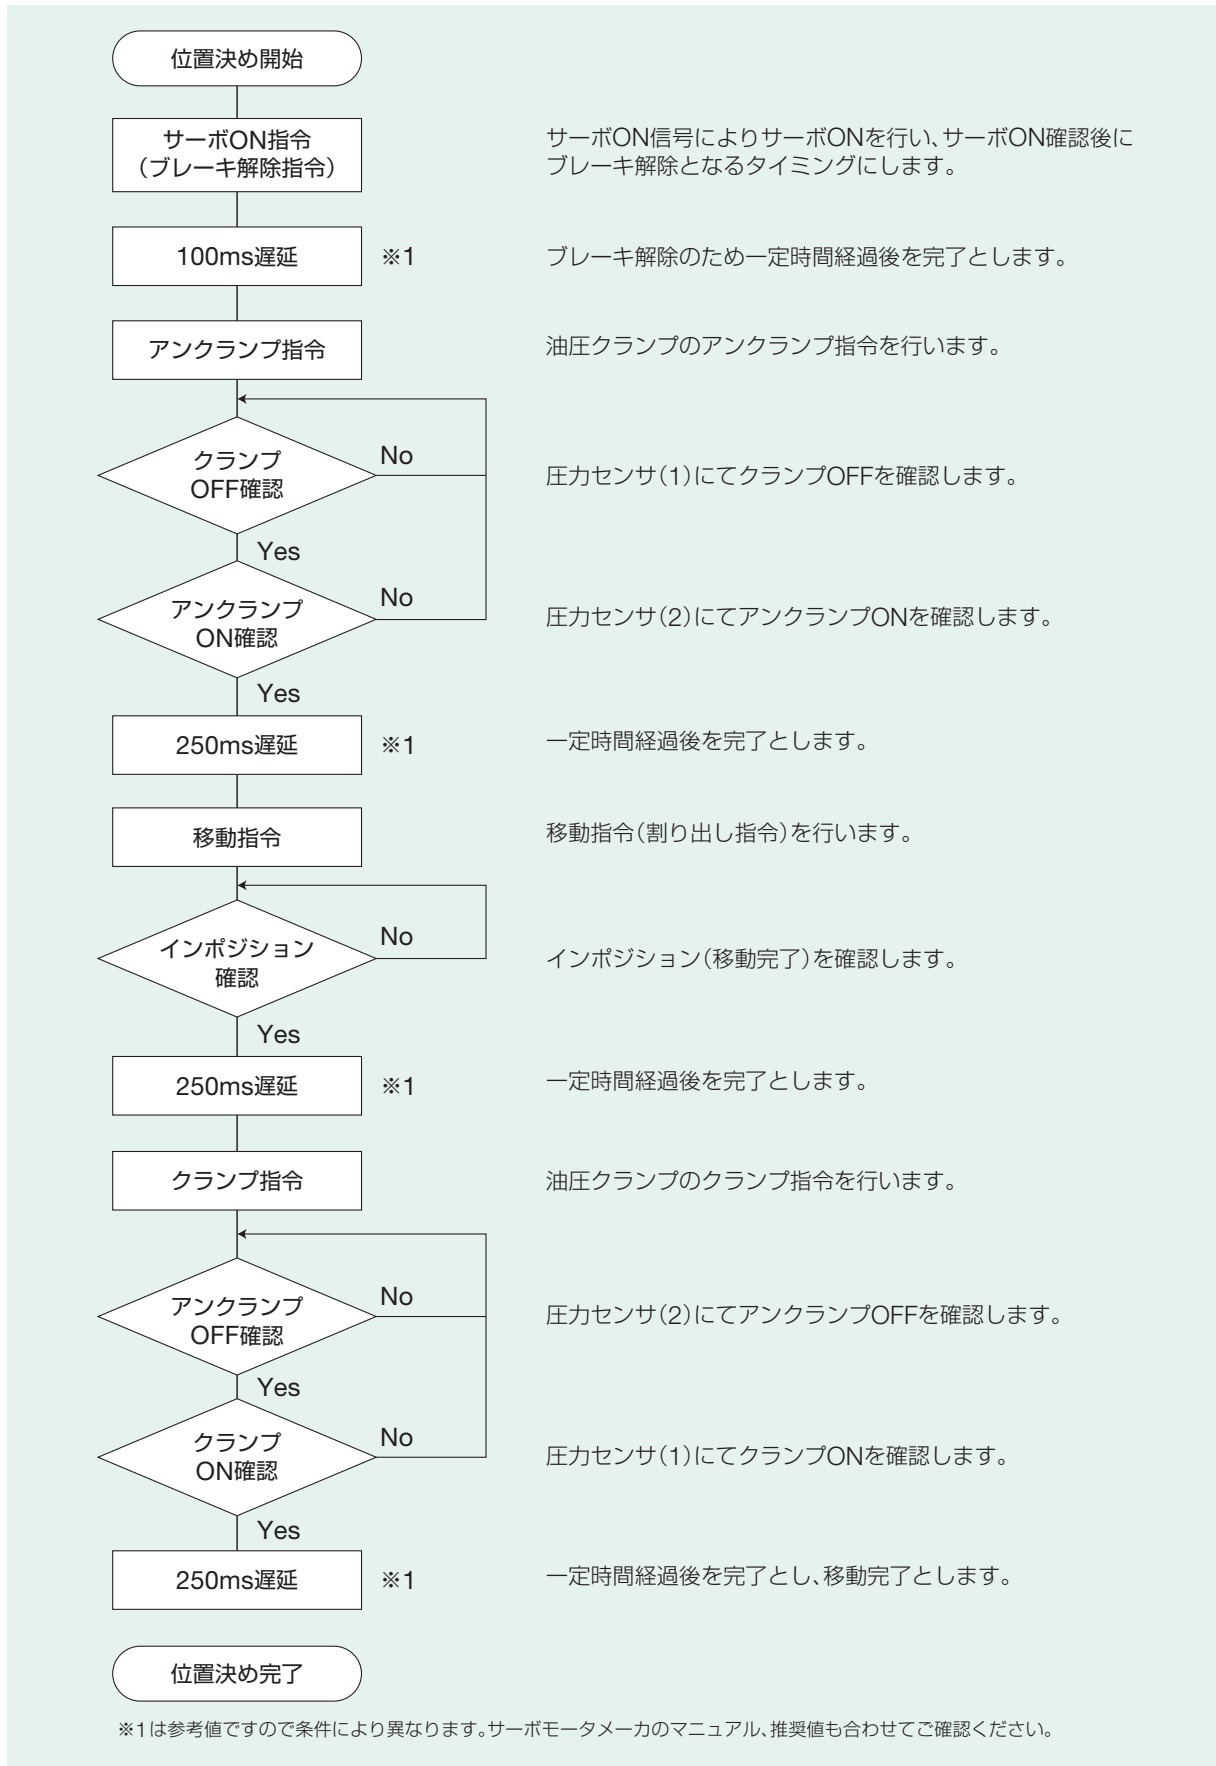 位置決め開始
サーボON指令
（ブレーキ解除指令）
サーボON信号によりサーボONを行い、サーボON確認後に
ブレーキ解除となるタイミングにします。
100ms遅延
※1
ブレーキ解除のため一定時間経過後を完了とします。
アンクランプ指令
油圧クランプのアンクランプ指令を行います。
クランプ
OFF確認
No
圧力センサ（1）にてクランプOFFを確認します。
Yes
アンクランプ
ON確認
No
圧力センサ（2）にてアンクランプONを確認します。
Yes
250ms遅延
※1
一定時間経過後を完了とします。
移動指令
移動指令（割り出し指令）を行います。
インポジション
確認
No
インポジション（移動完了）を確認します。
Yes
250ms遅延
※1
一定時間経過後を完了とします。
クランプ指令
油圧クランプのクランプ指令を行います。
アンクランプ
OFF確認
No
圧力センサ（2）にてアンクランプOFFを確認します。
Yes
クランプ
ON確認
No
圧力センサ（1）にてクランプONを確認します。
Yes
250ms遅延
※1
一定時間経過後を完了とし、移動完了とします。
位置決め完了
※1は参考値ですので条件により異なります。サーボモータメーカのマニュアル、推奨値も合わせてご確認ください。